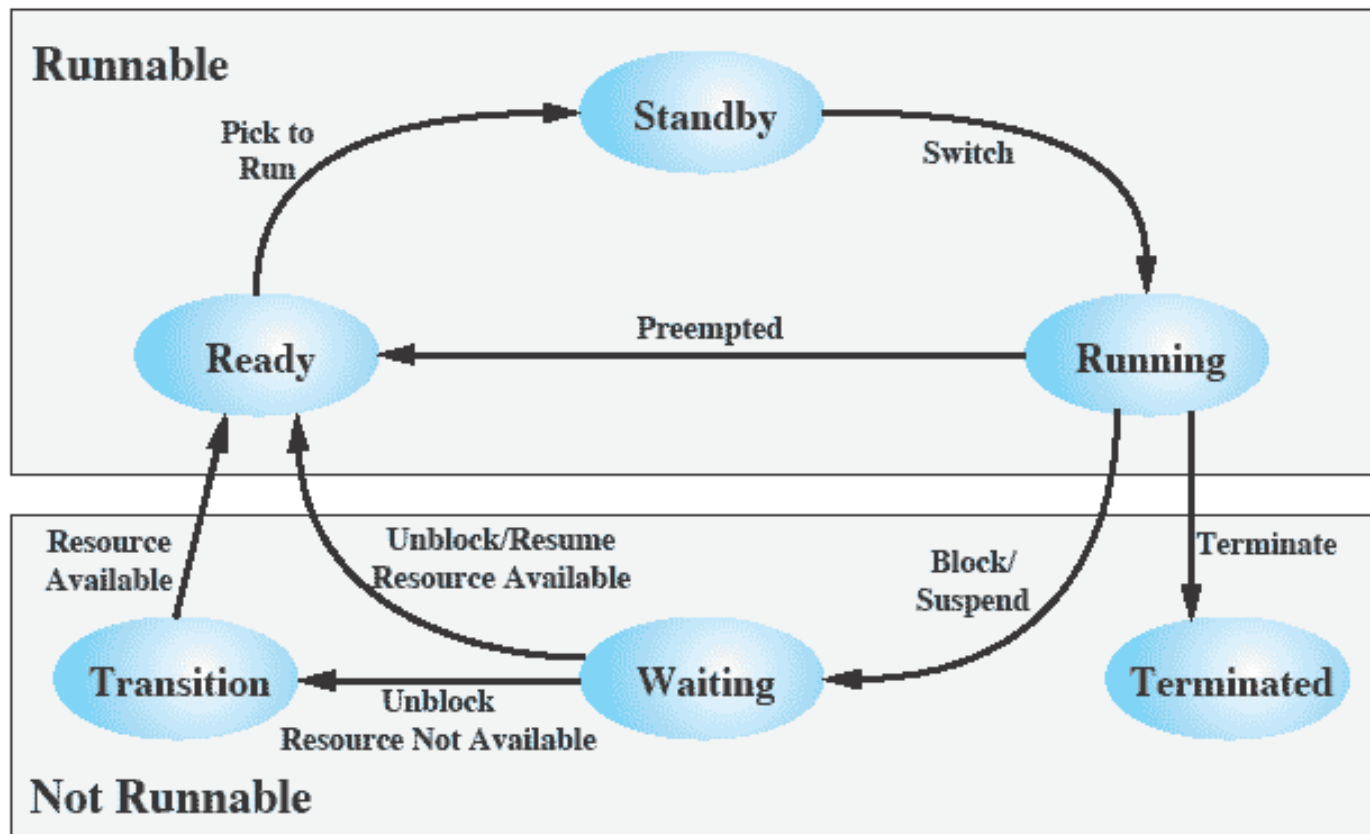 Runnable
Standby
Pick to
Run
Switch
Preempted
Ready
Running
Resource
Available
Unblock/Resume
Resource Available
Block/
Suspend
Terminate
Transition
Waiting
Terminated
Unblock
Resource Not Available
Not Runnable